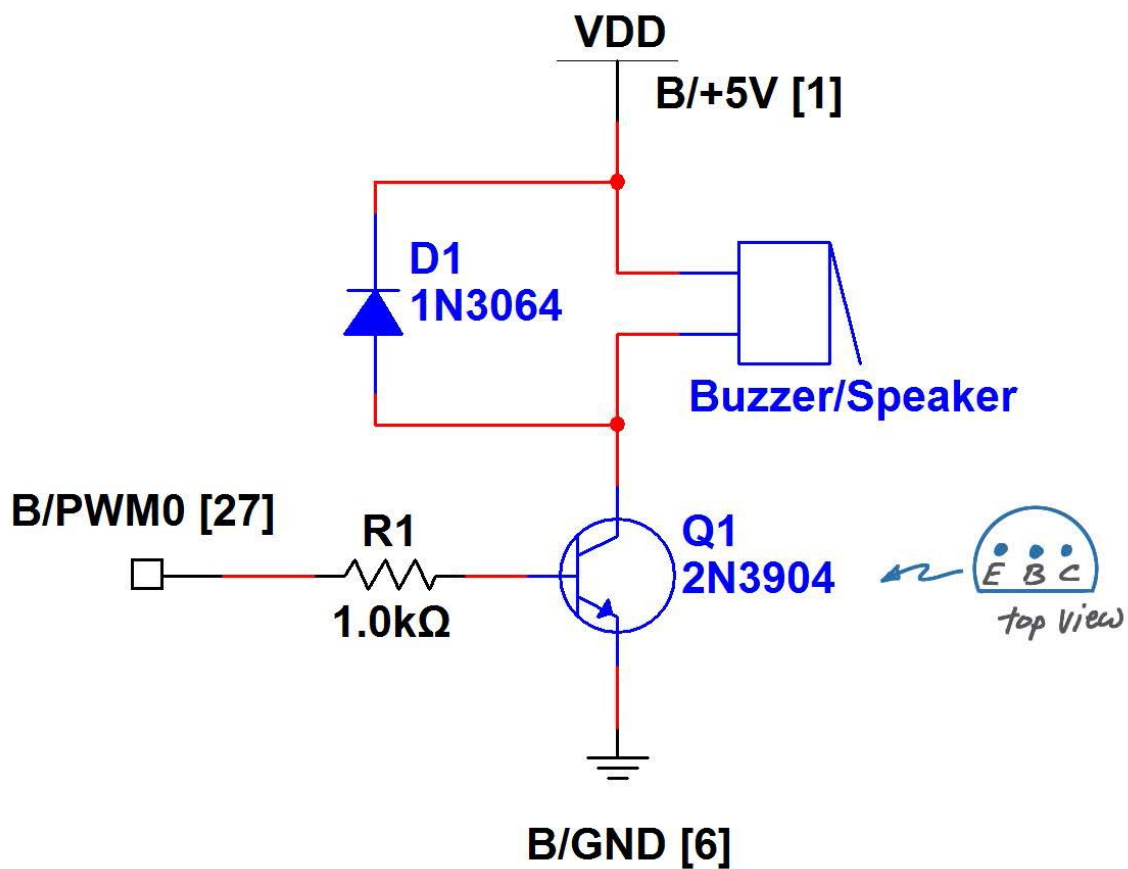 VDD
B/+5V [1]
D1
1N3064
Buzzer/Speaker
B/PWM0 [27]
R1
1.0kΩ
Q1
2N3904
E B C
top view
B/GND [6]